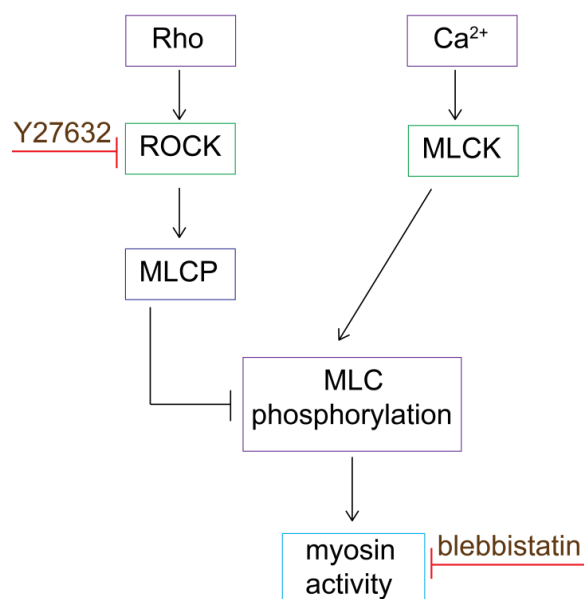 Rho
Ca²⁺
Y27632
ROCK
MLCK
MLCP
MLC
phosphorylation
myosin
activity
blebbistatin